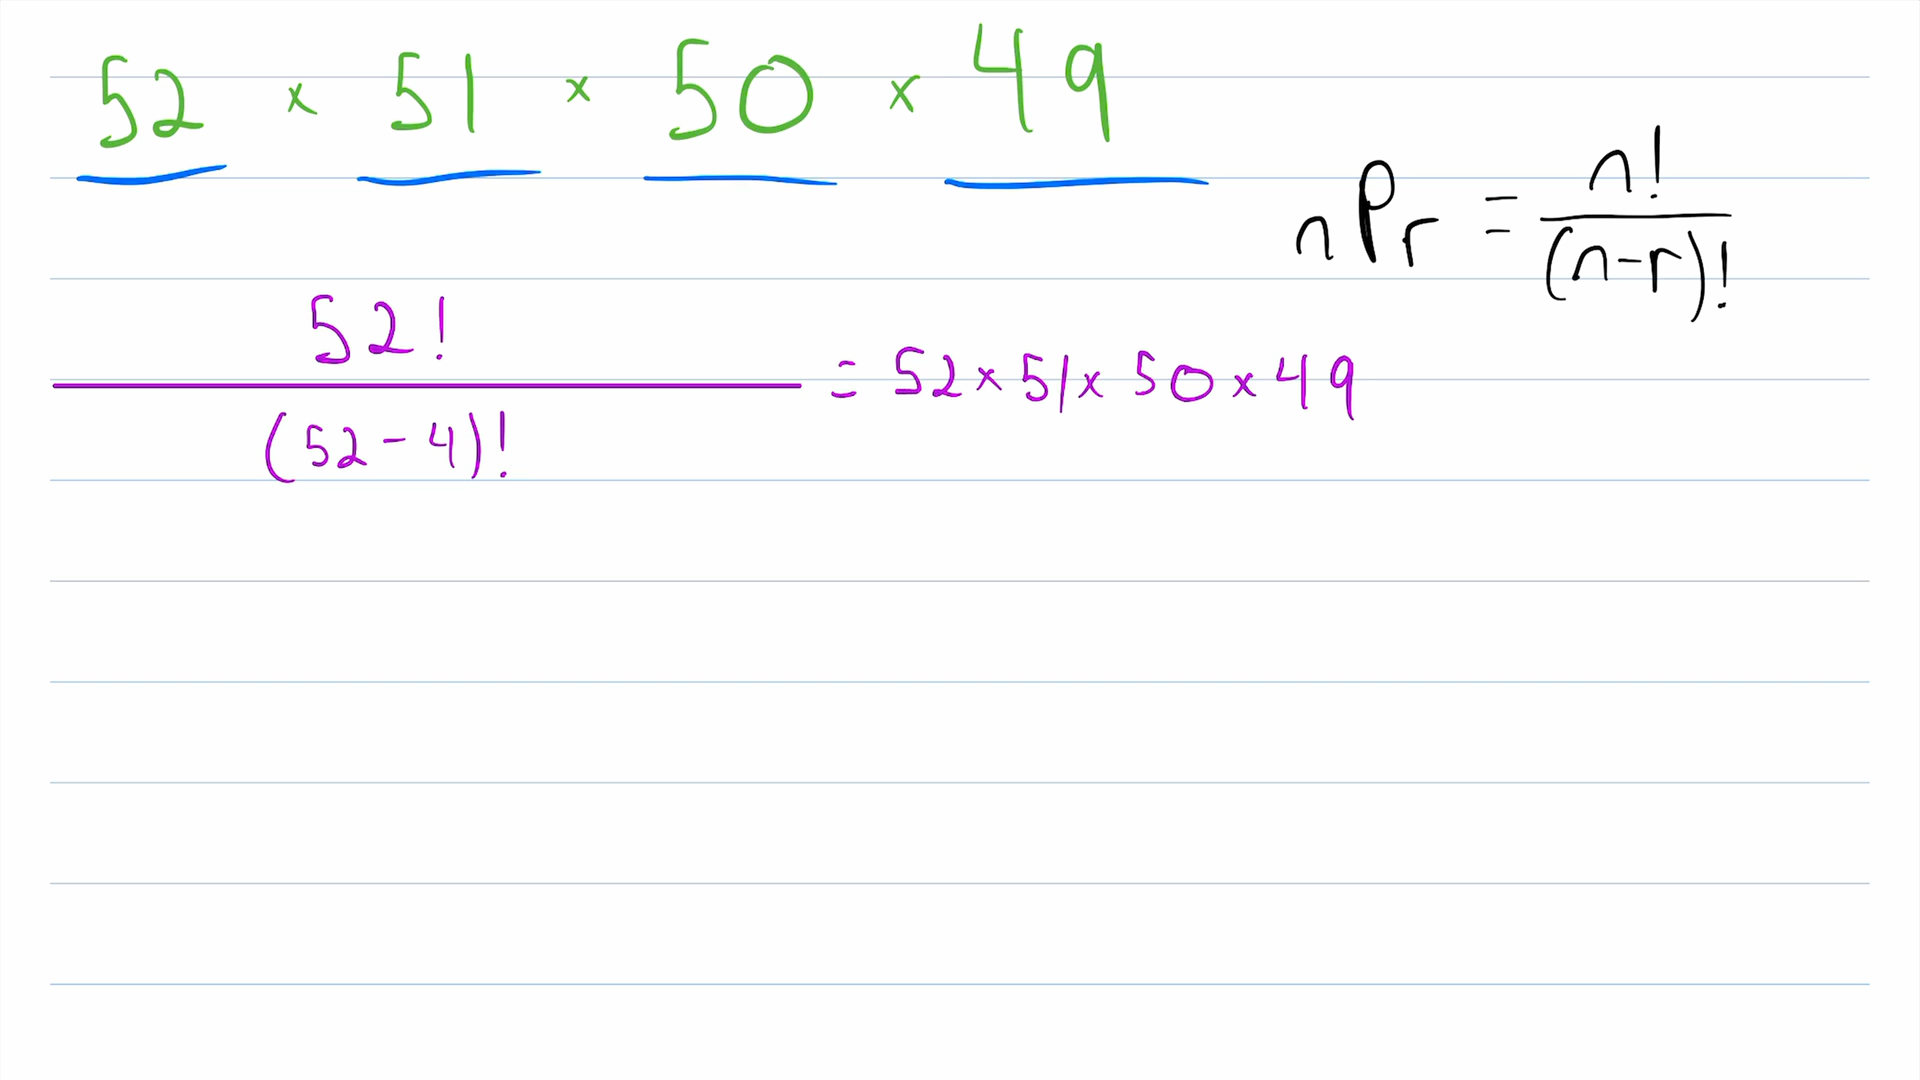 52 × 51 × 50 × 49
nPr = n! / (n-r)!
52! / (52-4)! = 52 × 51 × 50 × 49